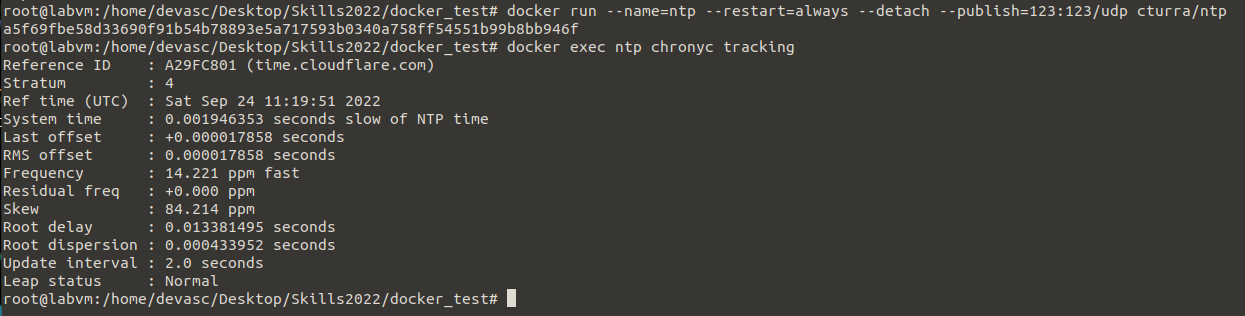 root@labvm:/home/devasc/Desktop/Skills2022/docker_test# docker run --name=ntp --restart=always --detach --publish=123:123/udp cturra/ntp
a5f69fbe58d33690f91b54b78893e5a717593b0340a758ff54551b99b8bb946f
root@labvm:/home/devasc/Desktop/Skills2022/docker_test# docker exec ntp chronyc tracking
Reference ID    : A29FC801 (time.cloudflare.com)
Stratum         : 4
Ref time (UTC)  : Sat Sep 24 11:19:51 2022
System time     : 0.001946353 seconds slow of NTP time
Last offset     : +0.000017858 seconds
RMS offset      : 0.000017858 seconds
Frequency       : 14.221 ppm fast
Residual freq   : +0.000 ppm
Skew            : 84.214 ppm
Root delay      : 0.013381495 seconds
Root dispersion : 0.000433952 seconds
Update interval : 2.0 seconds
Leap status     : Normal
root@labvm:/home/devasc/Desktop/Skills2022/docker_test#